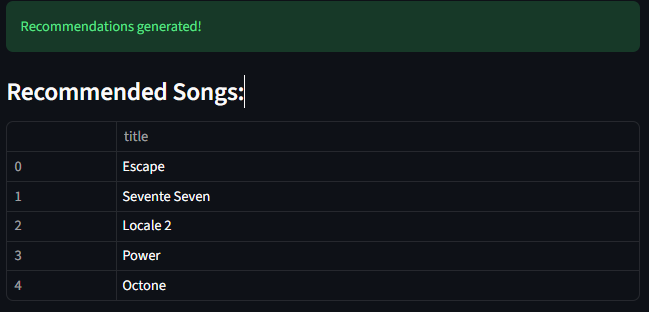 Recommendations generated!
Recommended Songs:
title
0 Escape
1 Sevente Seven
2 Locale 2
3 Power
4 Octone